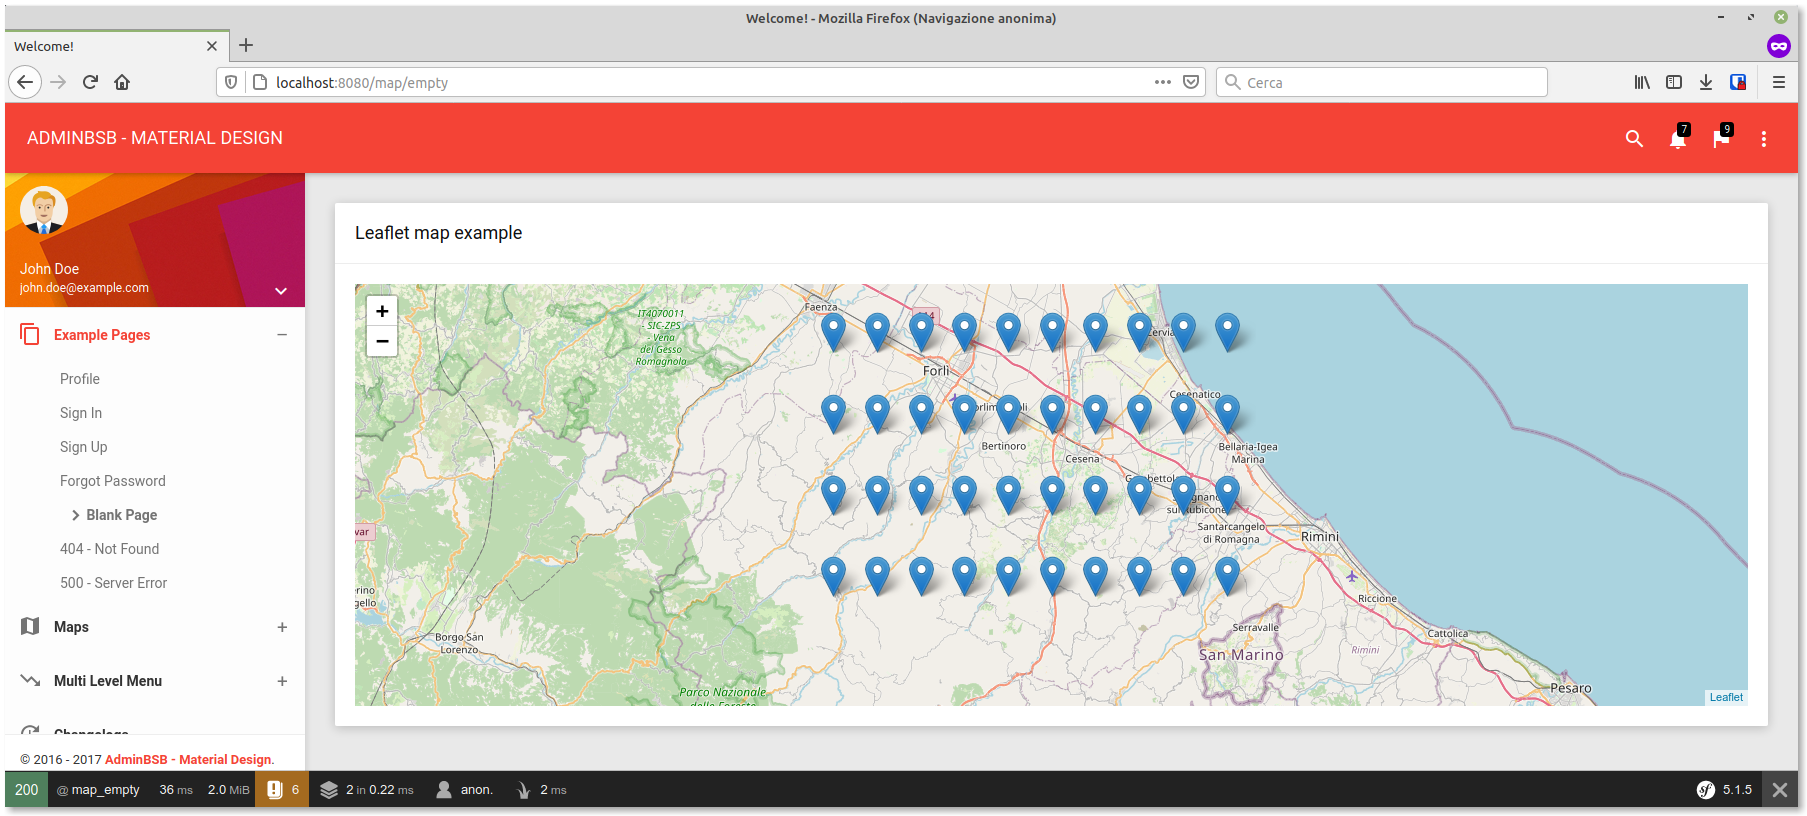 Welcome! - Mozilla Firefox (Navigazione anonima)
Welcome!
localhost:8080/map/empty
Cerca
ADMINBSB - MATERIAL DESIGN
7
9
John Doe
john.doe@example.com
Example Pages
Profile
Sign In
Sign Up
Forgot Password
Blank Page
404 - Not Found
500 - Server Error
Maps
Multi Level Menu
Changelogs
© 2016 - 2017 AdminBSB - Material Design.
Leaflet map example
+
−
IT4070011
- SIC-ZPS
- Vena
del Gesso
Romagnola
Faenza
Cervia
Forlì
Cesenatico
Bertinoro
Cesena
Bellaria-Igea
Marina
sul Rubicone
Santarcangelo
di Romagna
Rimini
var
Riccione
Borgo San
Lorenzo
Serravalle
Cattolica
San Marino
Rimini
Parco Nazionale
delle Foreste
Pesaro
Leaflet
200
@ map_empty
36 ms
2.0 MiB
6
2 in 0.22 ms
anon.
2 ms
5.1.5